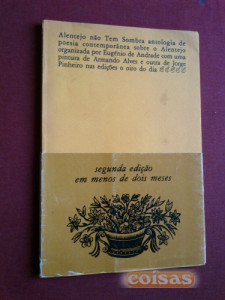 Alentejo não Tem Sombra antologia de
poesia contemporânea sobre o Alentejo
organizada por Eugénio de Andrade com uma
pintura de Armando Alves e outra de Jorge
Pinheiro nas edições o oiro do dia
segunda edição
em menos de dois meses
coisas